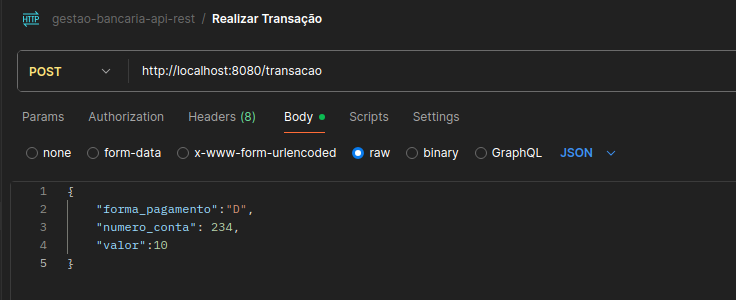 HTTP gestao-bancaria-api-rest / Realizar Transação
POST http://localhost:8080/transacao
Params Authorization Headers (8) Body Scripts Settings
none form-data x-www-form-urlencoded raw binary GraphQL JSON
1 {
2 "forma_pagamento":"D",
3 "numero_conta": 234,
4 "valor":10
5 }